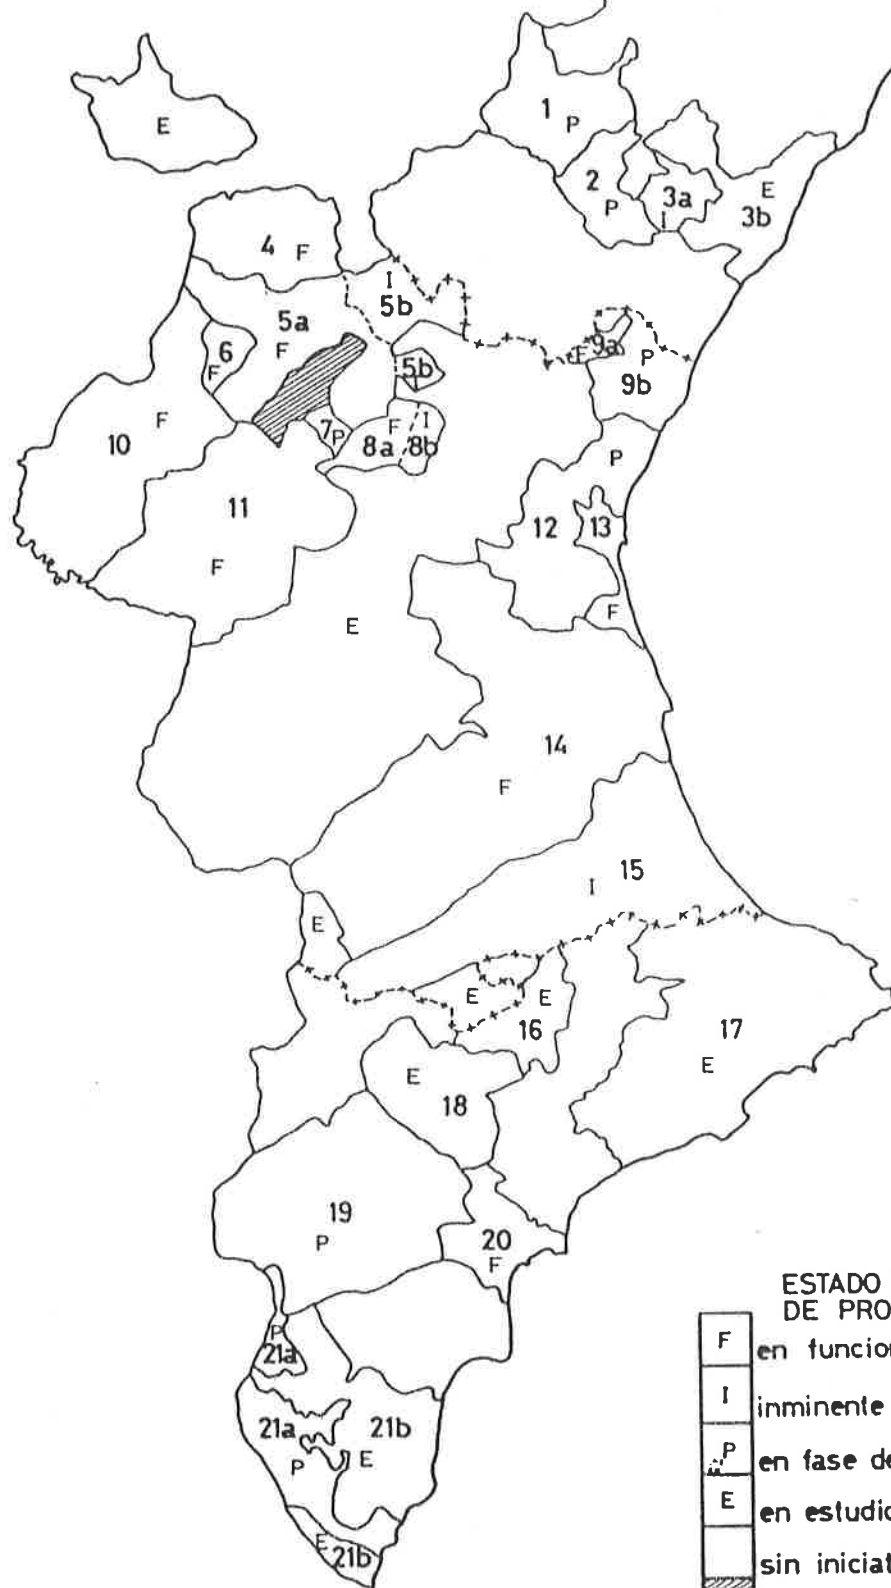 1
P
E
2
P
3a
I
E
3b
4
F
I
5b
5a
F
6
F
5b
I
9a
F
P
9b
7
P
F
8a
I
8b
F
10
11
F
P
12
13
F
E
14
F
15
I
E
E
E
16
17
E
E
18
19
P
20
F
P
21a
21a
P
21b
E
E
21b
ESTADO
DE PRO
F en funcion
I inminente
P en fase de
E en estudio
sin iniciat